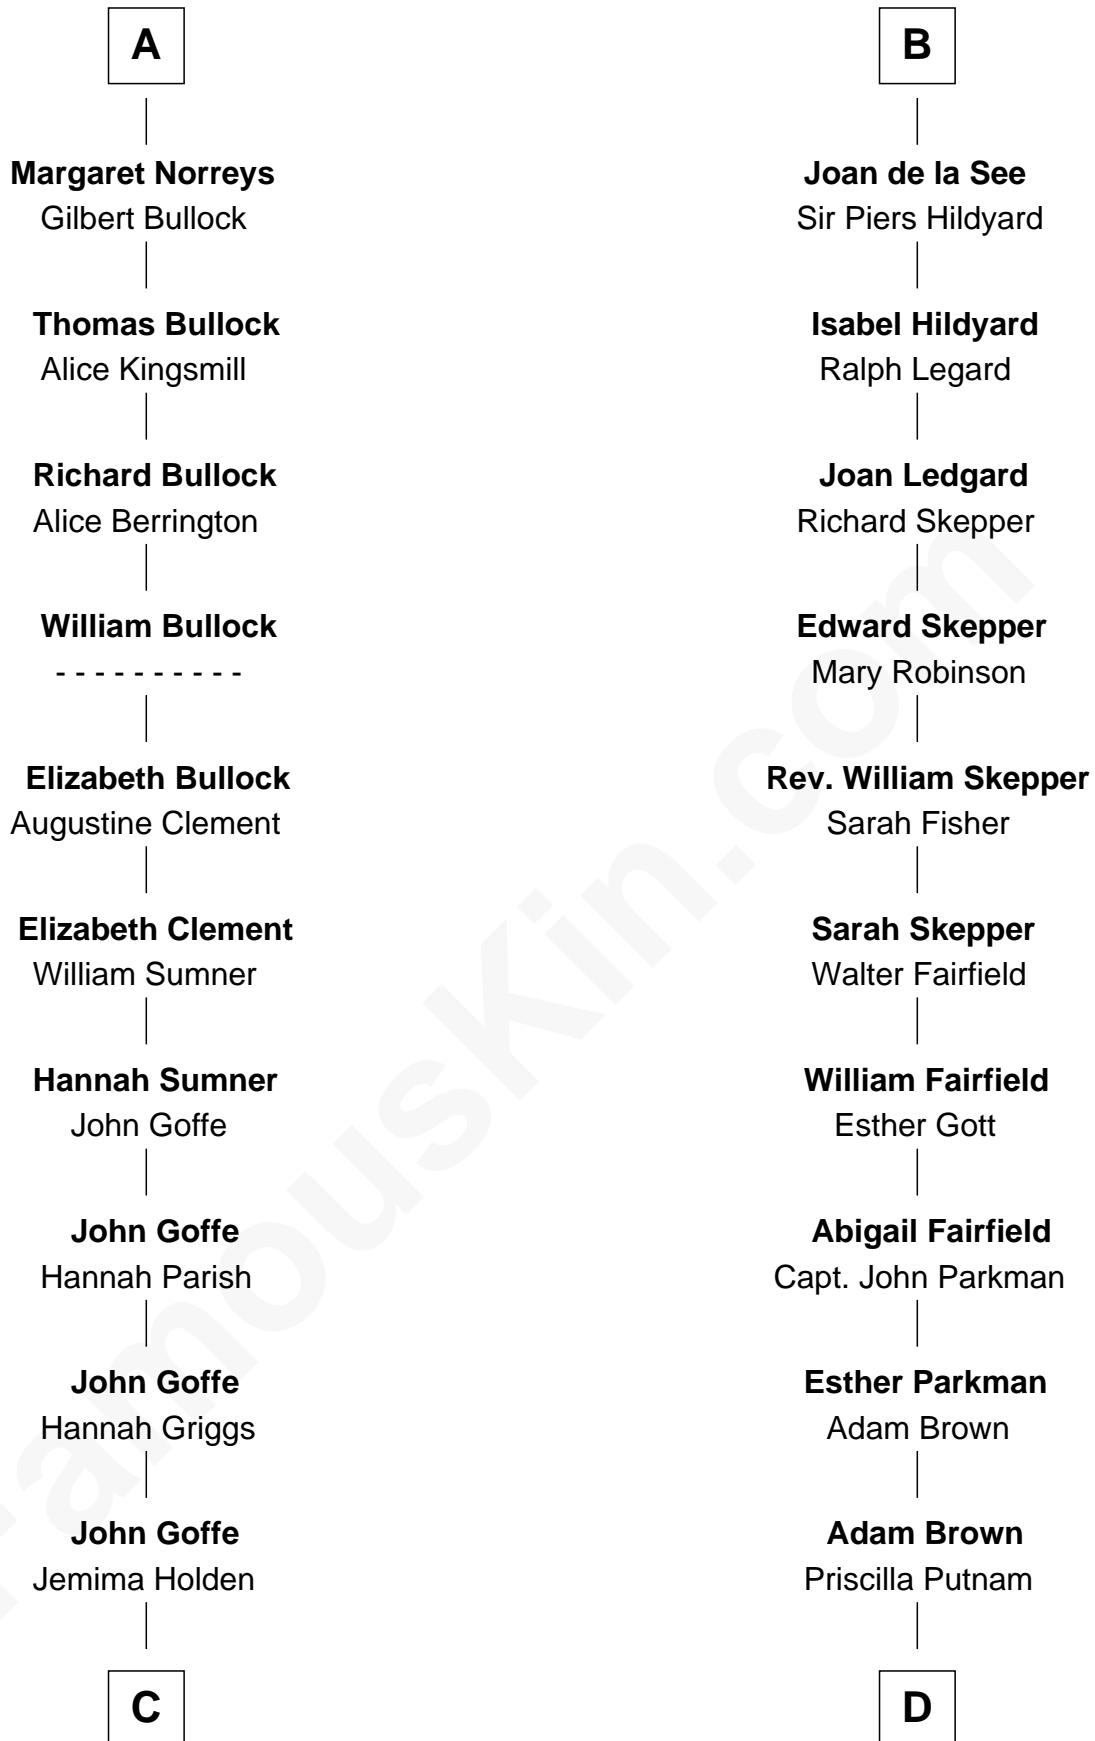 A
Margaret Norreys
Gilbert Bullock
Thomas Bullock
Alice Kingsmill
Richard Bullock
Alice Berrington
William Bullock
- - - - - - - - - -
Elizabeth Bullock
Augustine Clement
Elizabeth Clement
William Sumner
Hannah Sumner
John Goffe
John Goffe
Hannah Parish
John Goffe
Hannah Griggs
John Goffe
Jemima Holden
C
B
Joan de la See
Sir Piers Hildyard
Isabel Hildyard
Ralph Legard
Joan Ledgard
Richard Skepper
Edward Skepper
Mary Robinson
Rev. William Skepper
Sarah Fisher
Sarah Skepper
Walter Fairfield
William Fairfield
Esther Gott
Abigail Fairfield
Capt. John Parkman
Esther Parkman
Adam Brown
Adam Brown
Priscilla Putnam
D
FamousKin.com